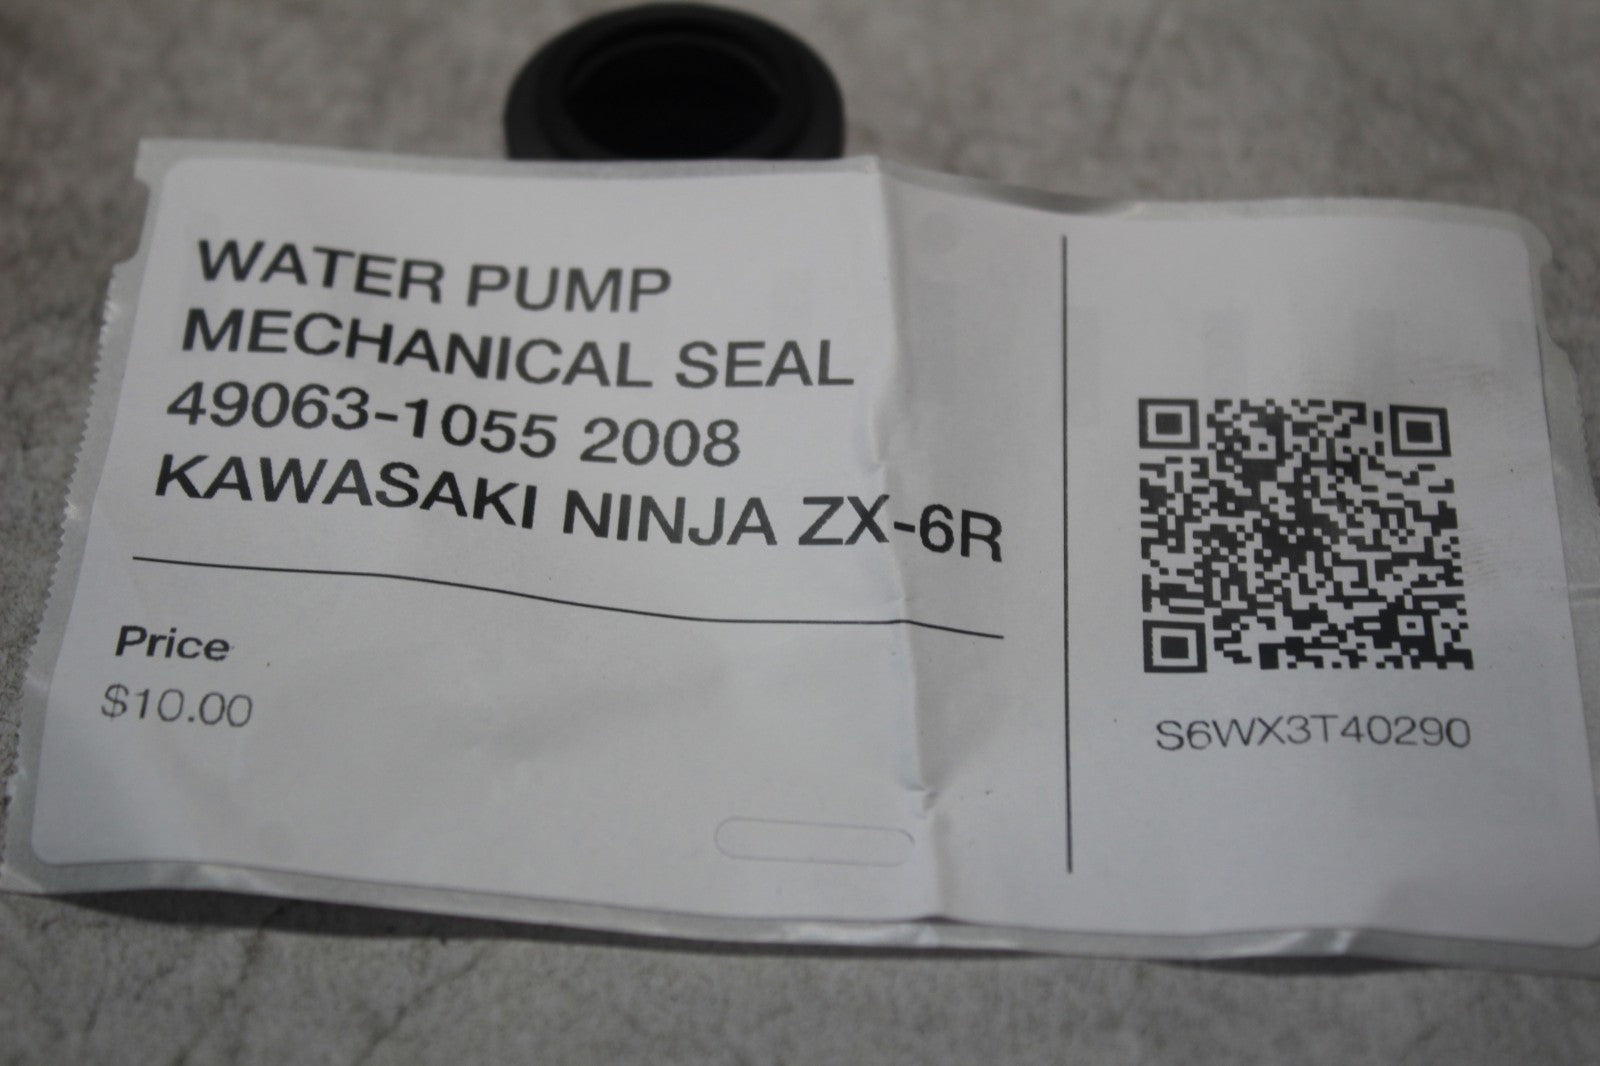 WATER PUMP
MECHANICAL SEAL
49063-1055 2008
KAWASAKI NINJA ZX-6R
Price
$10.00
S6WX3T40290